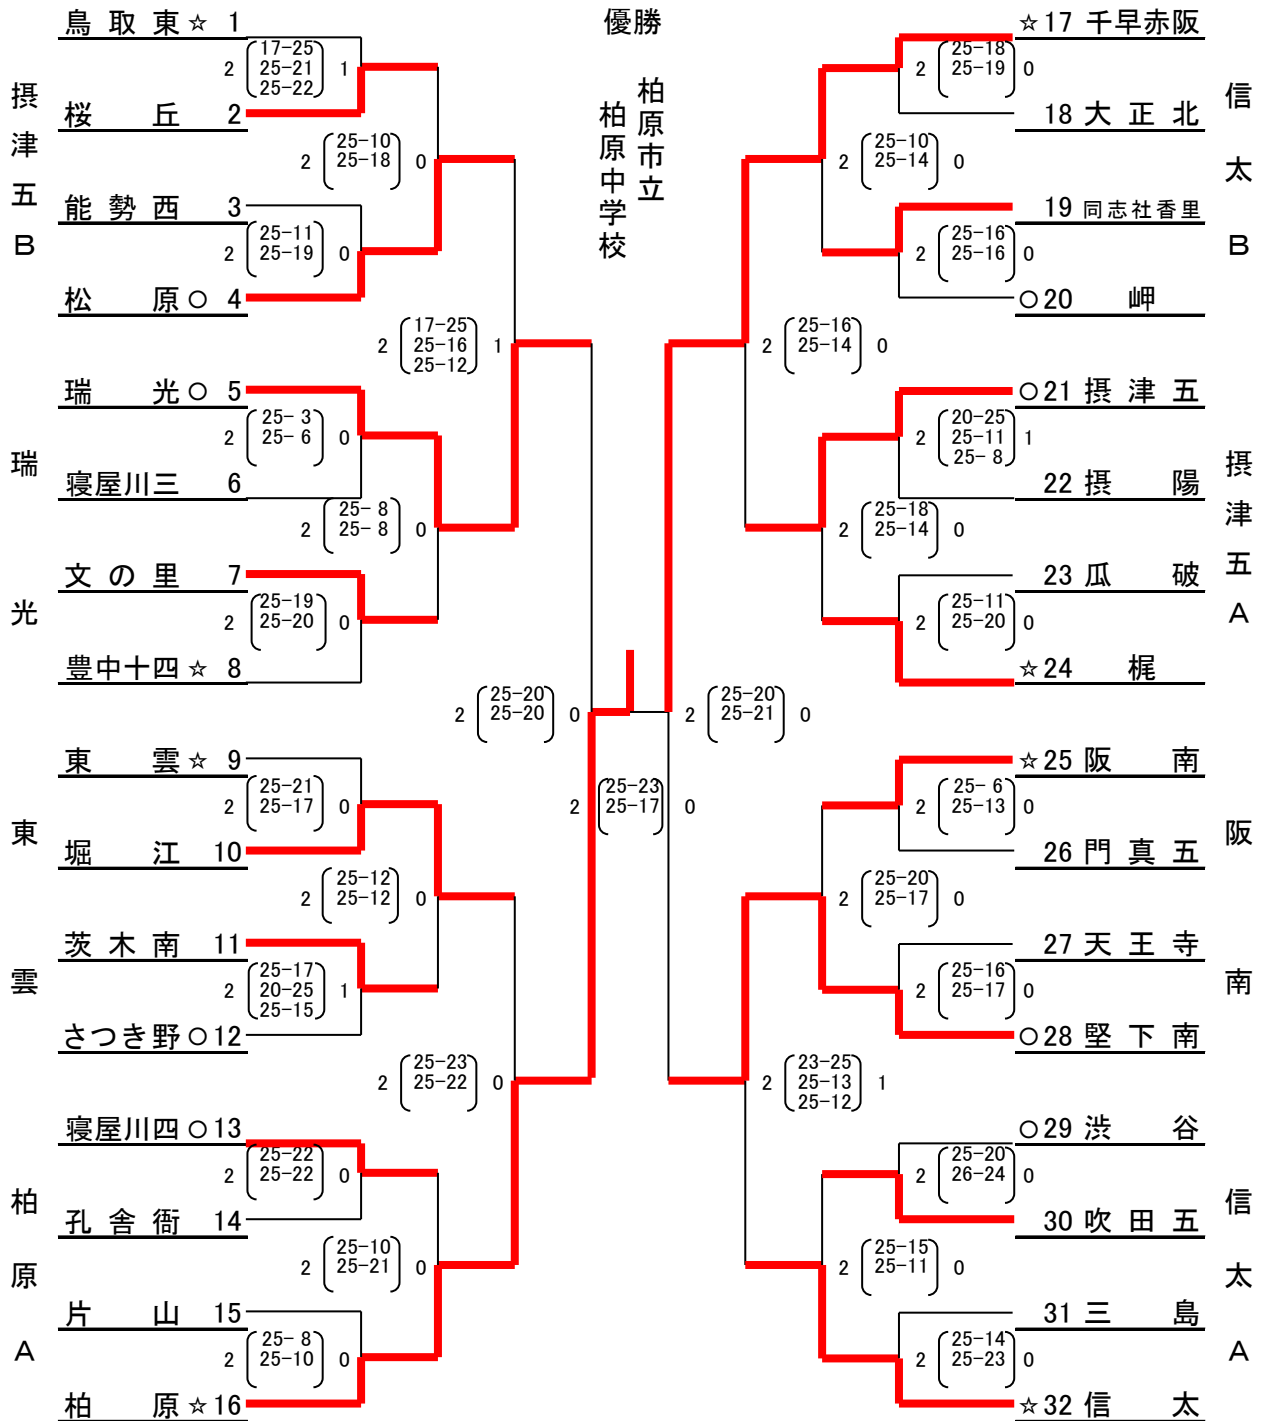 優勝
柏原市立
柏原中学校
摂津五B
鳥取東☆ 1
17-25
2 25-21 1
25-22
桜丘 2
25-10
2 25-18 0
能勢西 3
25-11
2 25-19 0
松原○ 4
17-25
2 25-16 1
25-12
瑞光
瑞光○ 5
25- 3
2 25- 6 0
寝屋川三 6
25- 8
2 25- 8 0
文の里 7
25-19
2 25-20 0
豊中十四☆ 8
25-20
2 25-20 0
東雲
東雲☆ 9
25-21
2 25-17 0
堀江 10
25-12
2 25-12 0
茨木南 11
25-17
2 20-25 1
25-15
さつき野○12
25-23
2 25-22 0
柏原A
寝屋川四○13
25-22
2 25-22 0
孔舎衙 14
25-10
2 25-21 0
片山 15
25- 8
2 25-10 0
柏原☆16
25-23
2 25-17 0
信太B
☆17 千早赤阪
25-18
2 25-19 0
18 大正北
25-10
2 25-14 0
19 同志社香里
25-16
2 25-16 0
○20 岬
25-16
2 25-14 0
摂津五A
○21 摂津五
20-25
2 25-11 1
25- 8
22 摂陽
25-18
2 25-14 0
23 瓜破
25-11
2 25-20 0
☆24 梶
25-20
2 25-21 0
阪南
☆25 阪南
25- 6
2 25-13 0
26 門真五
25-20
2 25-17 0
27 天王寺
25-16
2 25-17 0
○28 堅下南
23-25
2 25-13 1
25-12
信太A
○29 渋谷
25-20
2 26-24 0
30 吹田五
25-15
2 25-11 0
31 三島
25-14
2 25-23 0
☆32 信太